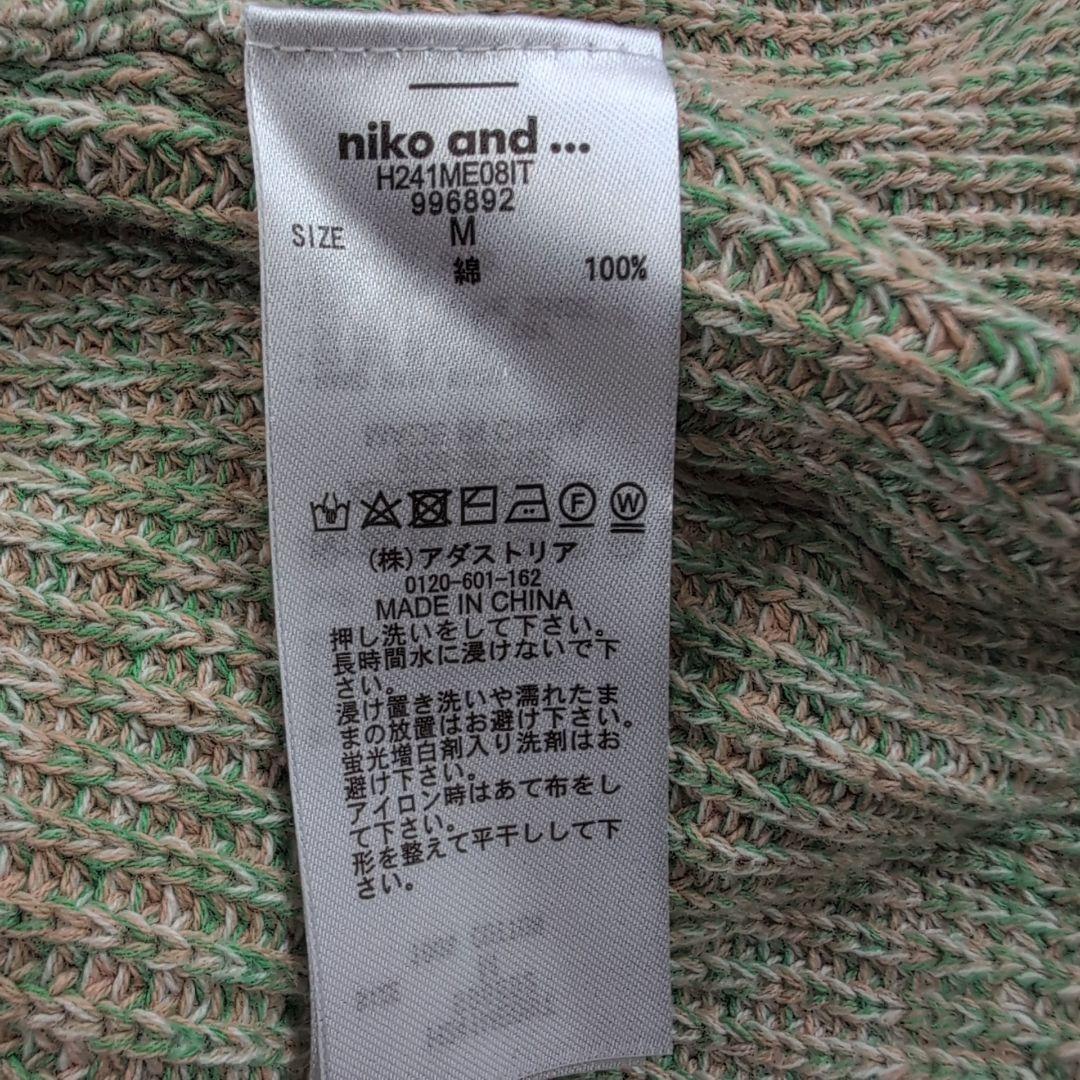 niko and ...
H241ME08IT
996892
SIZE M
綿 100%
F W
(株)アダストリア
0120-601-162
MADE IN CHINA
押し洗いをして下さい。
長時間水に浸けないで下
さい。
浸け置き洗いや濡れたま
まの放置はお避け下さい。
蛍光増白剤入り洗剤はお
避け下さい。
アイロン時はあて布をし
て下さい。
形を整えて平干しして下
さい。